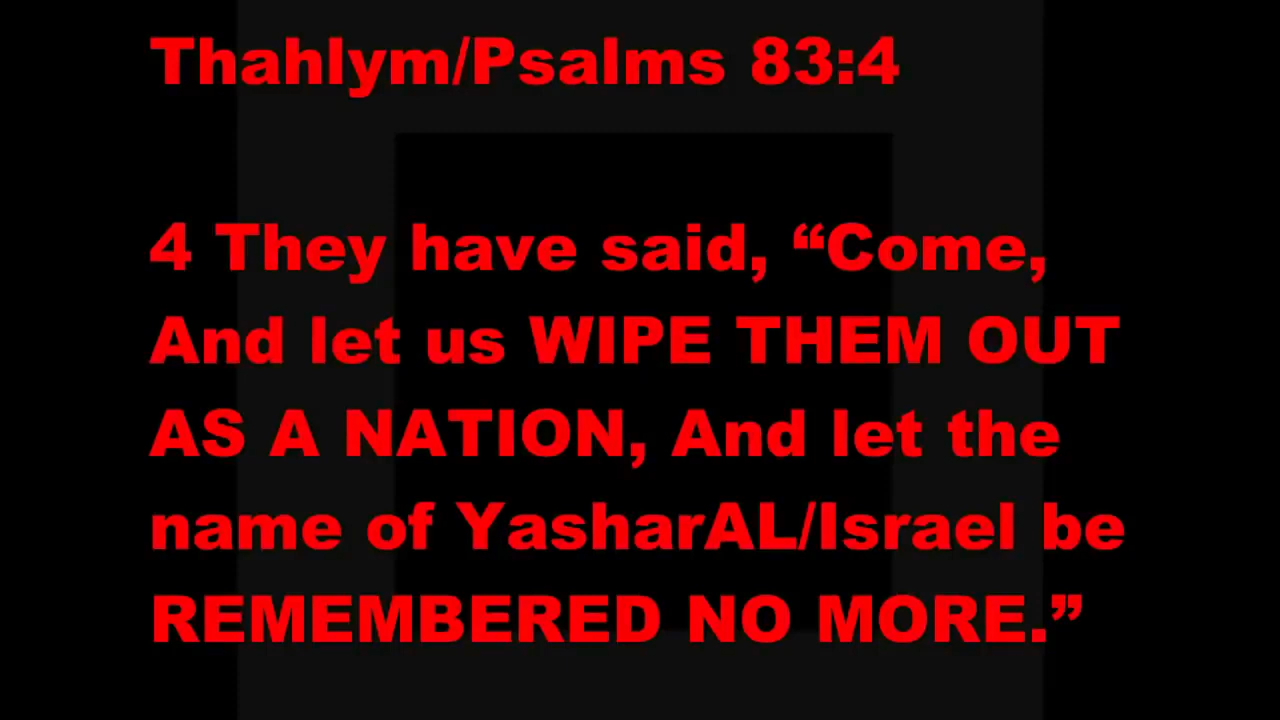 Thahlym/Psalms 83:4
4 They have said, “Come,
And let us WIPE THEM OUT
AS A NATION, And let the
name of YasharAL/Israel be
REMEMBERED NO MORE.”